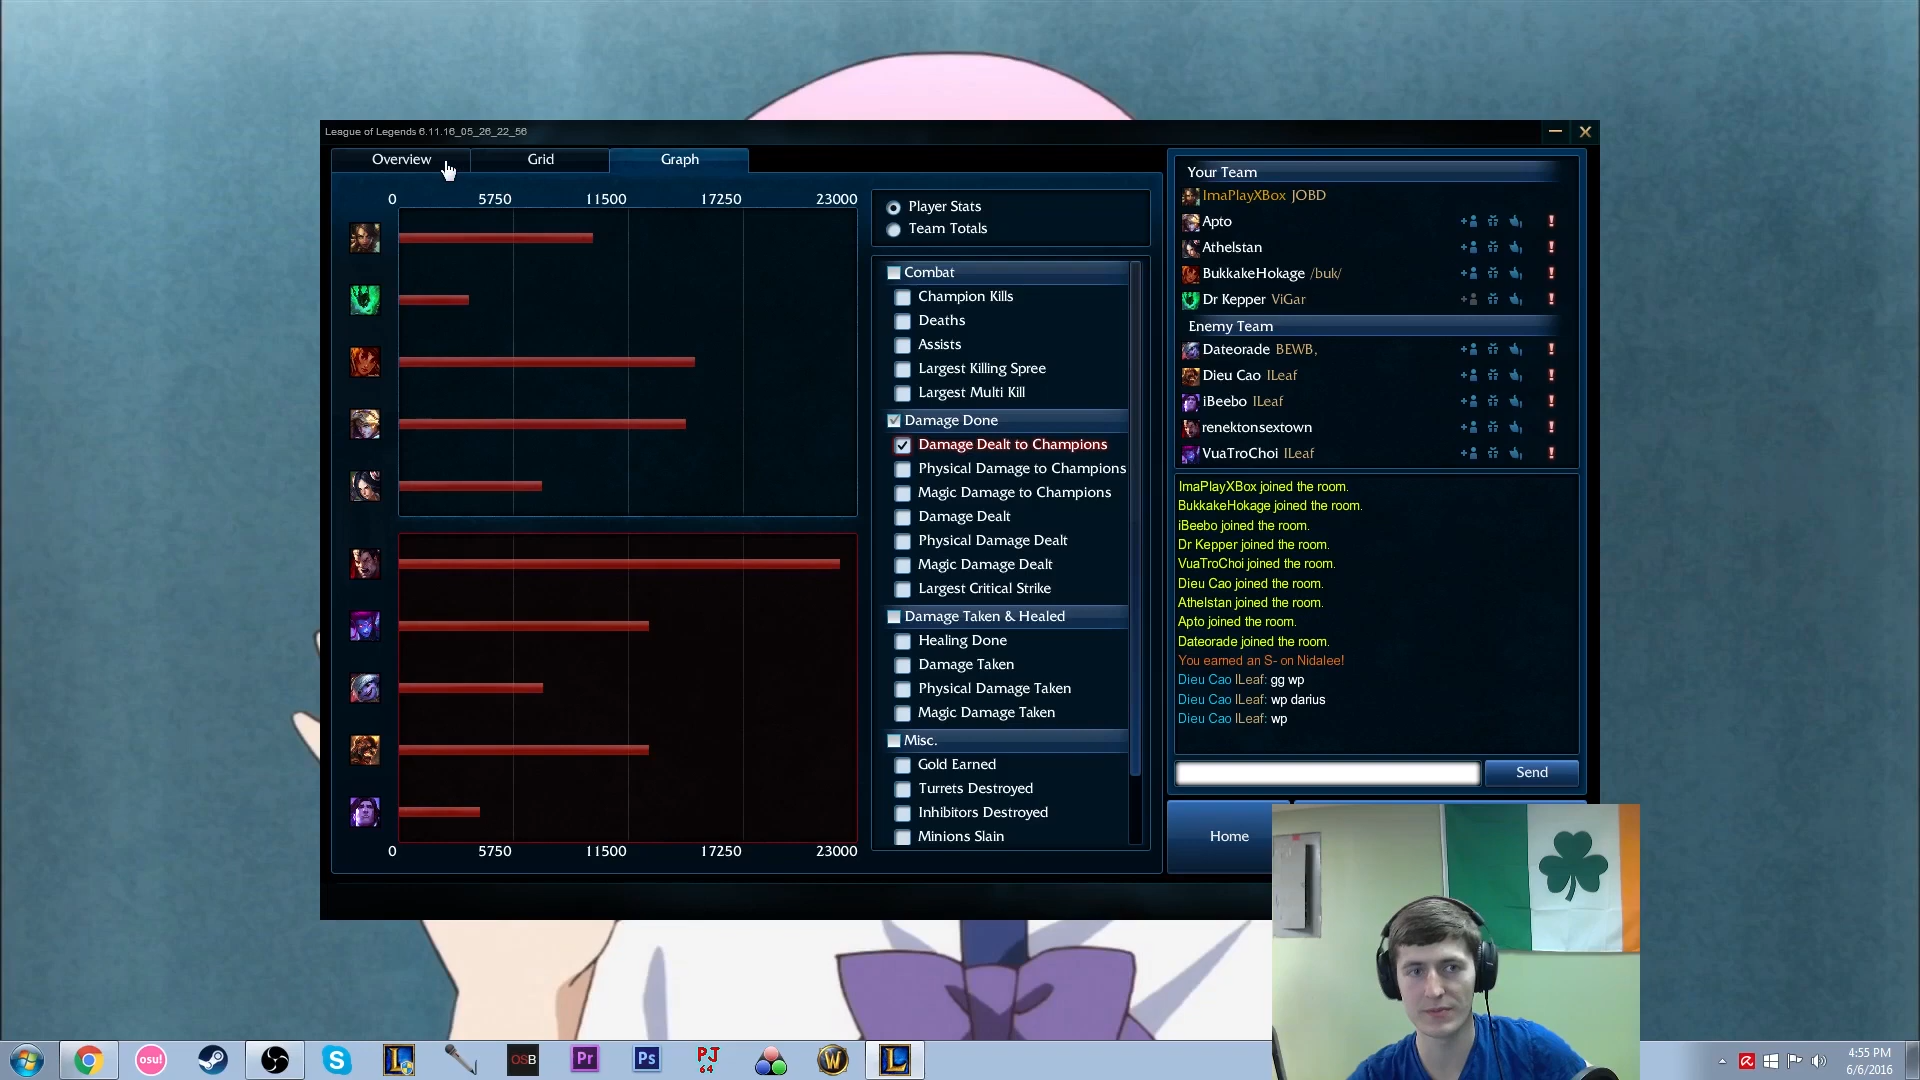 League of Legends 6.11.16_05_26_22_56
Overview
Grid
Graph
0 5750 11500 17250 23000
0 5750 11500 17250 23000
Player Stats
Team Totals
Combat
Champion Kills
Deaths
Assists
Largest Killing Spree
Largest Multi Kill
Damage Done
Damage Dealt to Champions
Physical Damage to Champions
Magic Damage to Champions
Damage Dealt
Physical Damage Dealt
Magic Damage Dealt
Largest Critical Strike
Damage Taken & Healed
Healing Done
Damage Taken
Physical Damage Taken
Magic Damage Taken
Misc.
Gold Earned
Turrets Destroyed
Inhibitors Destroyed
Minions Slain
Your Team
ImaPlayXBox JOBD
Apto
Athelstan
BukkakeHokage /buk/
Dr Kepper ViGar
Enemy Team
Dateorade BEWB,
Dieu Cao lLeaf
iBeebo lLeaf
renektonsextown
VuaTroChoi lLeaf
ImaPlayXBox joined the room.
BukkakeHokage joined the room.
iBeebo joined the room.
Dr Kepper joined the room.
VuaTroChoi joined the room.
Dieu Cao joined the room.
Athelstan joined the room.
Apto joined the room.
Dateorade joined the room.
You earned an S- on Nidalee!
Dieu Cao lLeaf: gg wp
Dieu Cao lLeaf: wp darius
Dieu Cao lLeaf: wp
Send
Home
osu!
OSB
Pr
Ps
PJ
64
4:55 PM
6/6/2016